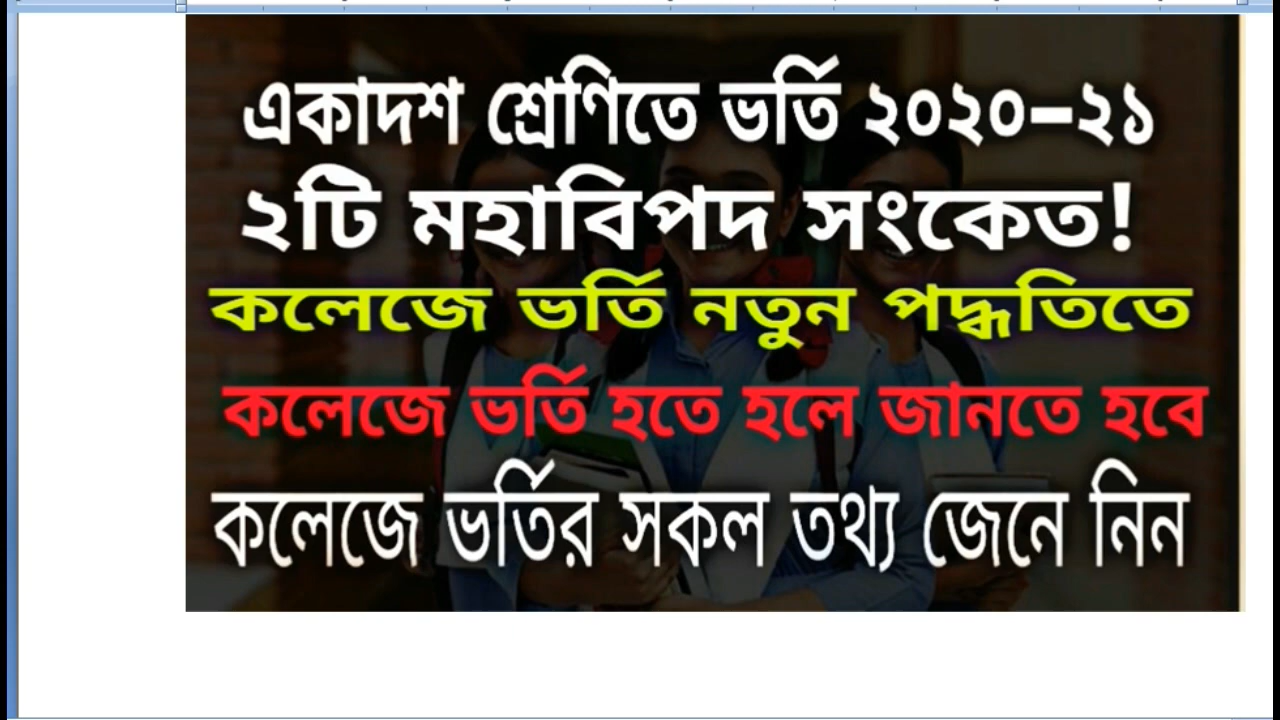 একাদশ শ্রেণিতে ভর্তি ২০২০-২১
২টি মহাবিপদ সংকেত!
কলেজে ভর্তি নতুন পদ্ধতিতে
কলেজে ভর্তি হতে হলে জানতে হবে
কলেজে ভর্তির সকল তথ্য জেনে নিন